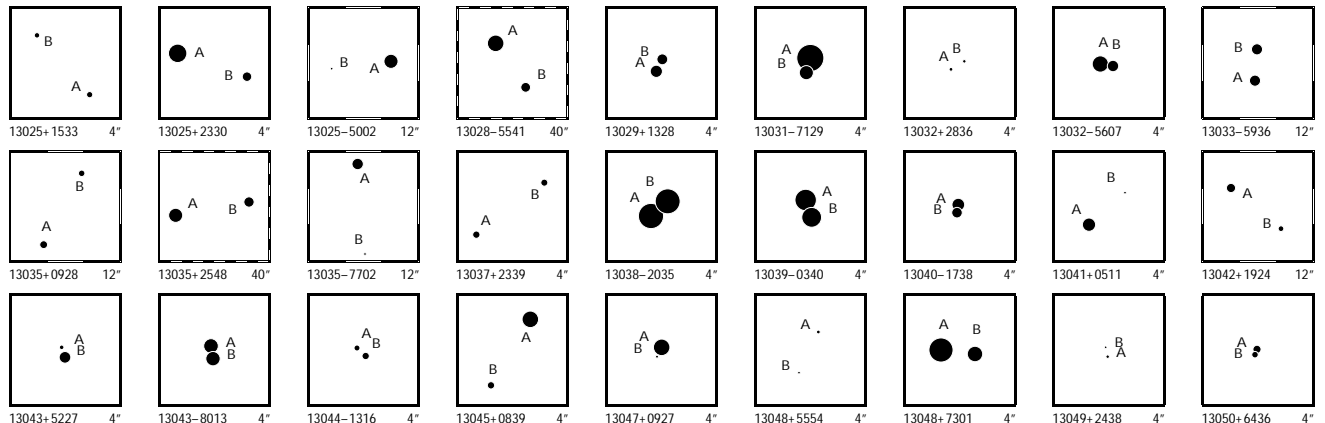 B
A
13025+1533 4″
A
B
13025+2330 4″
B
A
13025−5002 12″
A
B
13028−5541 40″
B
A
13029+1328 4″
A
B
13031−7129 4″
B
A
13032+2836 4″
A B
13032−5607 4″
B
A
13033−5936 12″
B
A
13035+0928 12″
A
B
13035+2548 40″
A
B
13035−7702 12″
B
A
13037+2339 4″
B
A
13038−2035 4″
A
B
13039−0340 4″
A
B
13040−1738 4″
B
A
13041+0511 4″
A
B
13042+1924 12″
A
B
13043+5227 4″
A
B
13043−8013 4″
A
B
13044−1316 4″
A
B
13045+0839 4″
A
B
13047+0927 4″
A
B
13048+5554 4″
A
B
13048+7301 4″
B
A
13049+2438 4″
A
B
13050+6436 4″